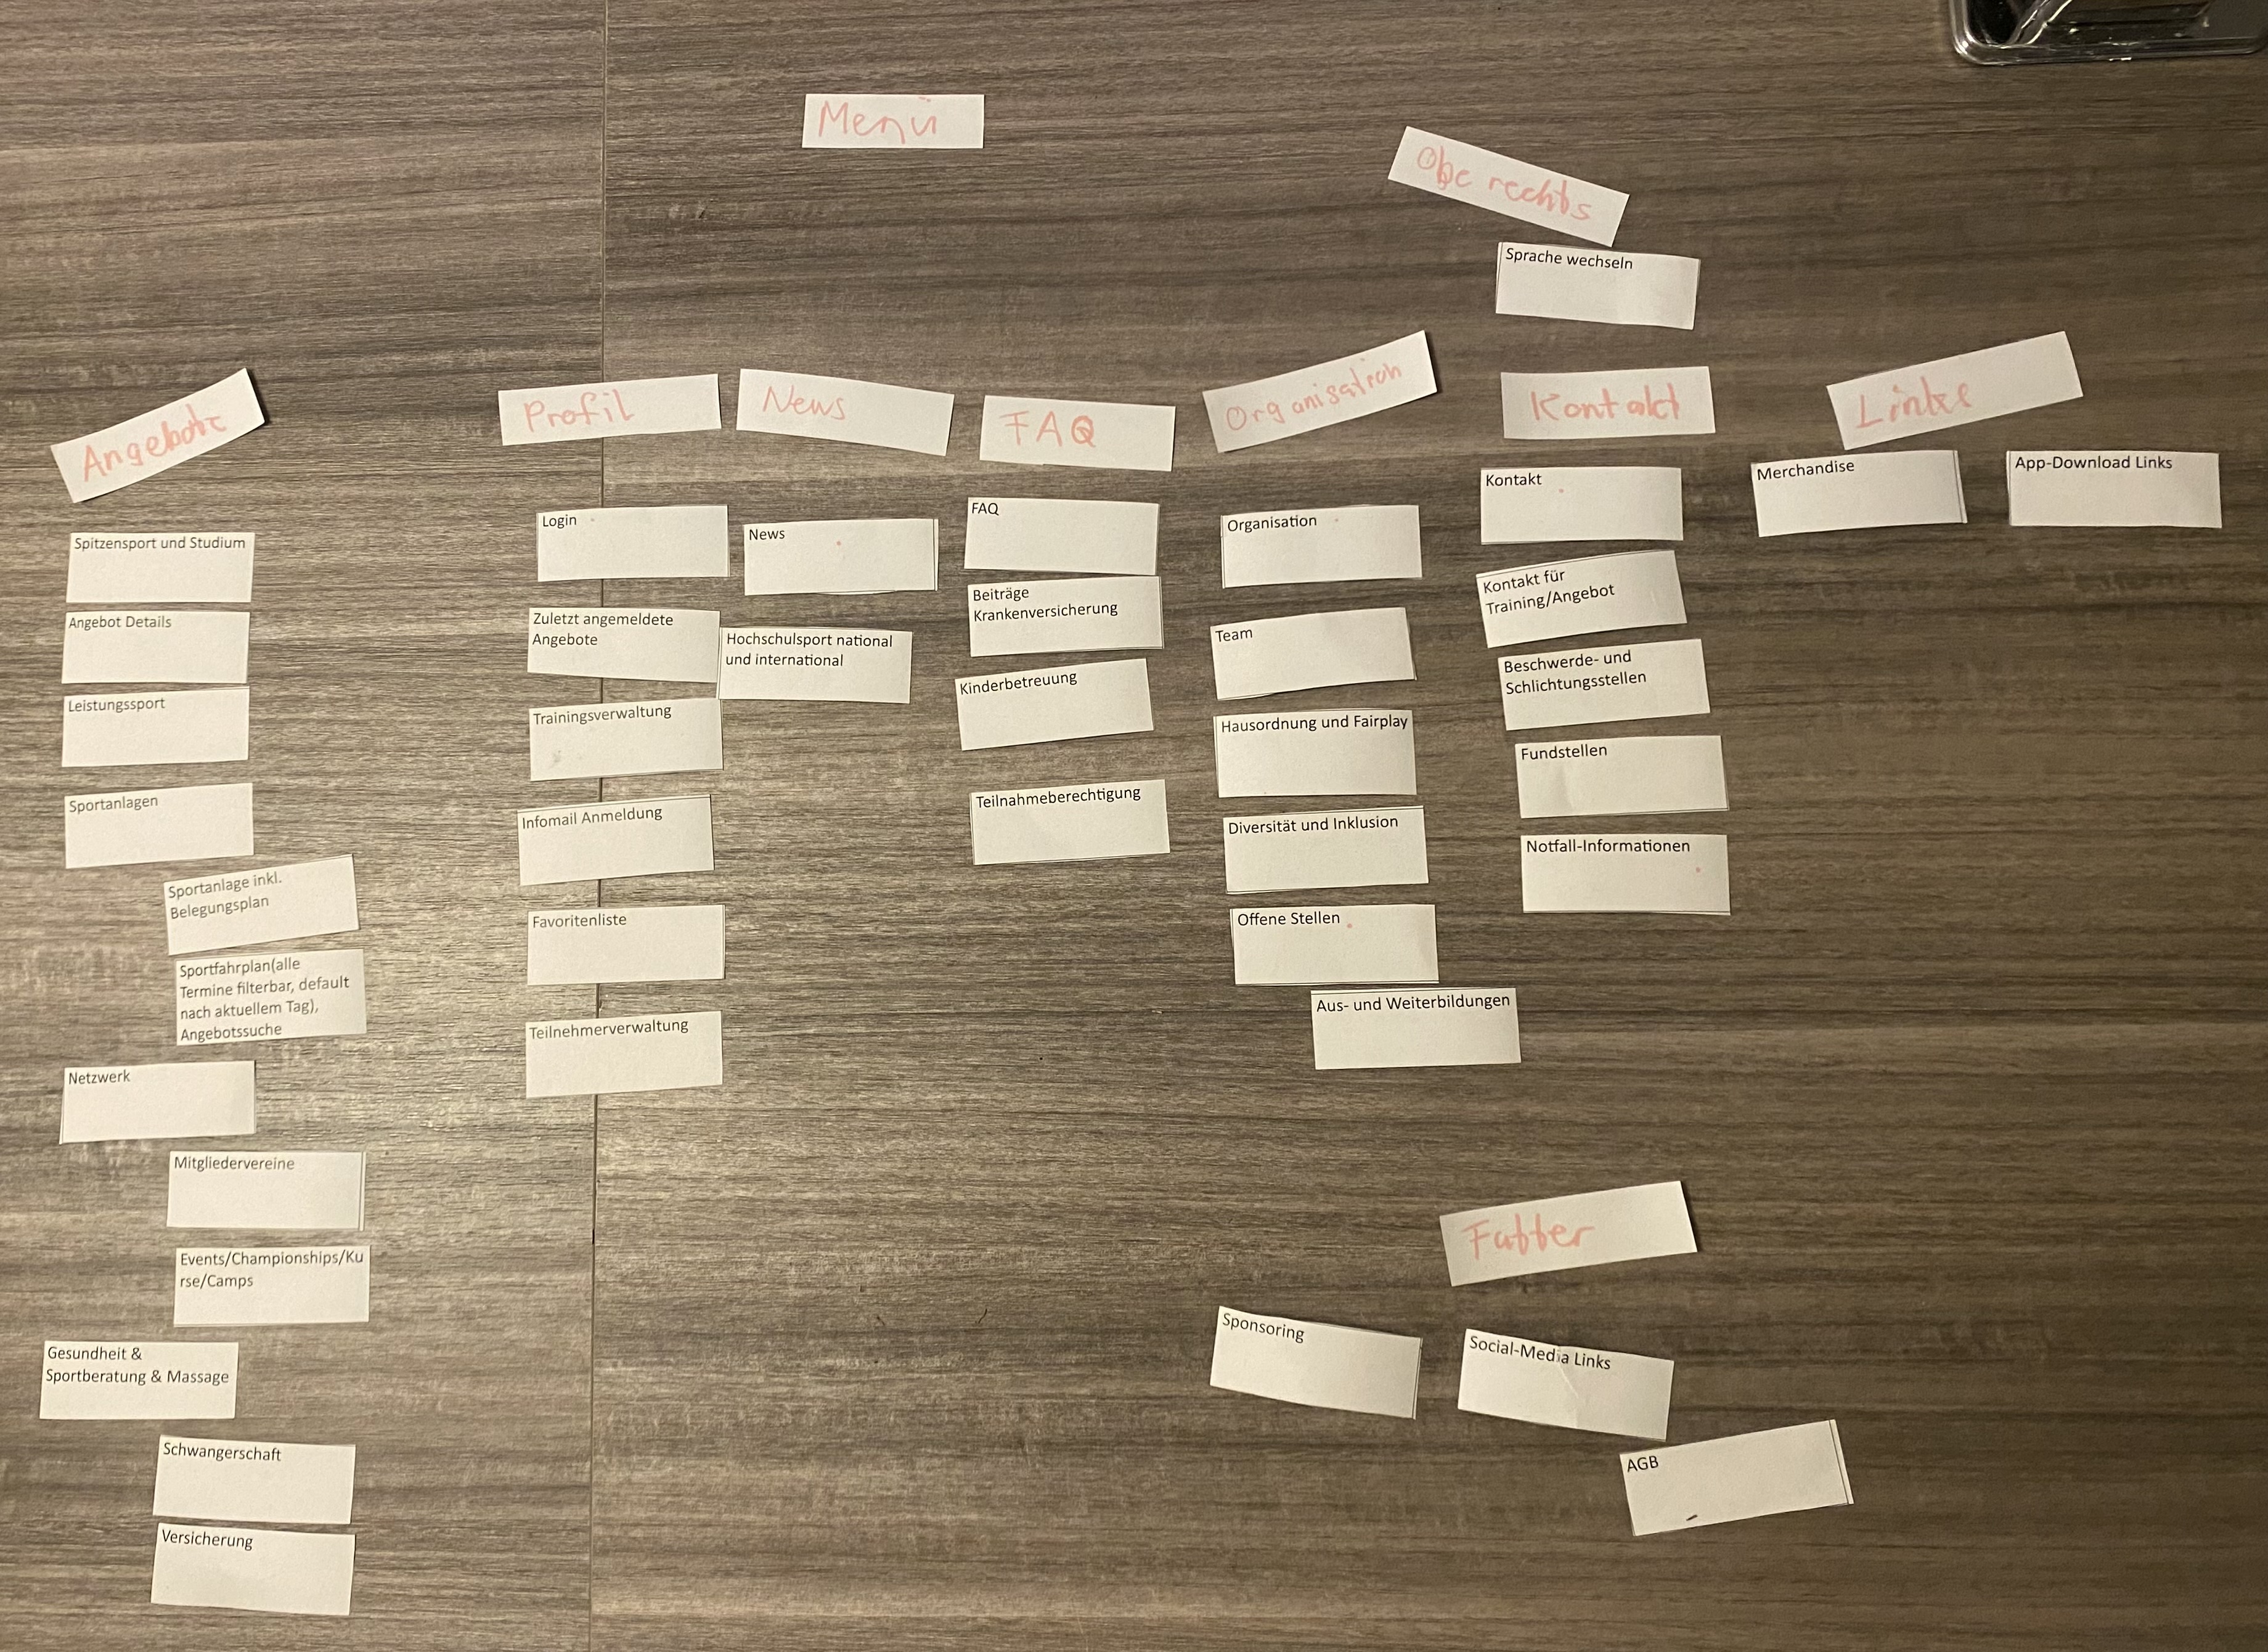 Menü
Obe rechts
Sprache wechseln
Angebote
Spitzensport und Studium
Angebot Details
Leistungssport
Sportanlagen
Sportanlage inkl.
Belegungsplan
Sportfahrplan(alle
Termine filterbar, default
nach aktuellem Tag),
Angebotssuche
Netzwerk
Mitgliedervereine
Events/Championships/Ku
rse/Camps
Gesundheit &
Sportberatung & Massage
Schwangerschaft
Versicherung
Profil
Login
Zuletzt angemeldete
Angebote
Trainingsverwaltung
Infomail Anmeldung
Favoritenliste
Teilnehmerverwaltung
News
News
Hochschulsport national
und international
FAQ
FAQ
Beiträge
Krankenversicherung
Kinderbetreuung
Teilnahmeberechtigung
Organisation
Organisation
Team
Hausordnung und Fairplay
Diversität und Inklusion
Offene Stellen
Aus- und Weiterbildungen
Kontakt
Kontakt
Kontakt für
Training/Angebot
Beschwerde- und
Schlichtungsstellen
Fundstellen
Notfall-Informationen
Links
Merchandise
App-Download Links
Futter
Sponsoring
Social-Media Links
AGB